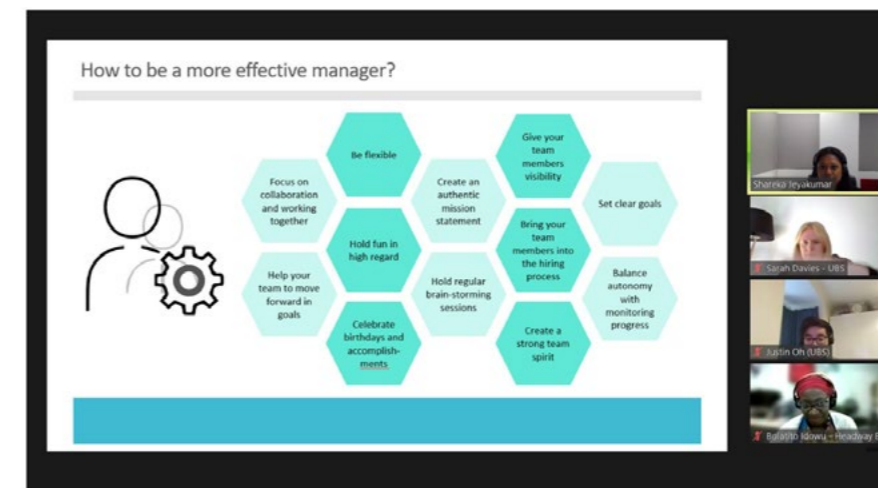 How to be a more effective manager?
Focus on
collaboration
and working
together
Help your
team to move
forward in
goals
Be flexible
Hold fun in
high regard
Celebrate
birthdays and
accomplish-
ments
Create an
authentic
mission
statement
Hold regular
brain-storming
sessions
Give your
team
members
visibility
Bring your
team
members into
the hiring
process
Create a
strong team
spirit
Set clear goals
Balance
autonomy
with
monitoring
progress
Shareka Jeyakumar
Sarah Davies - UBS
Justin Oh (UBS)
Bolatito Idowu - Headway E